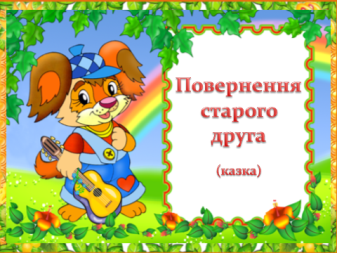 Повернення
старого
друга
(казка)